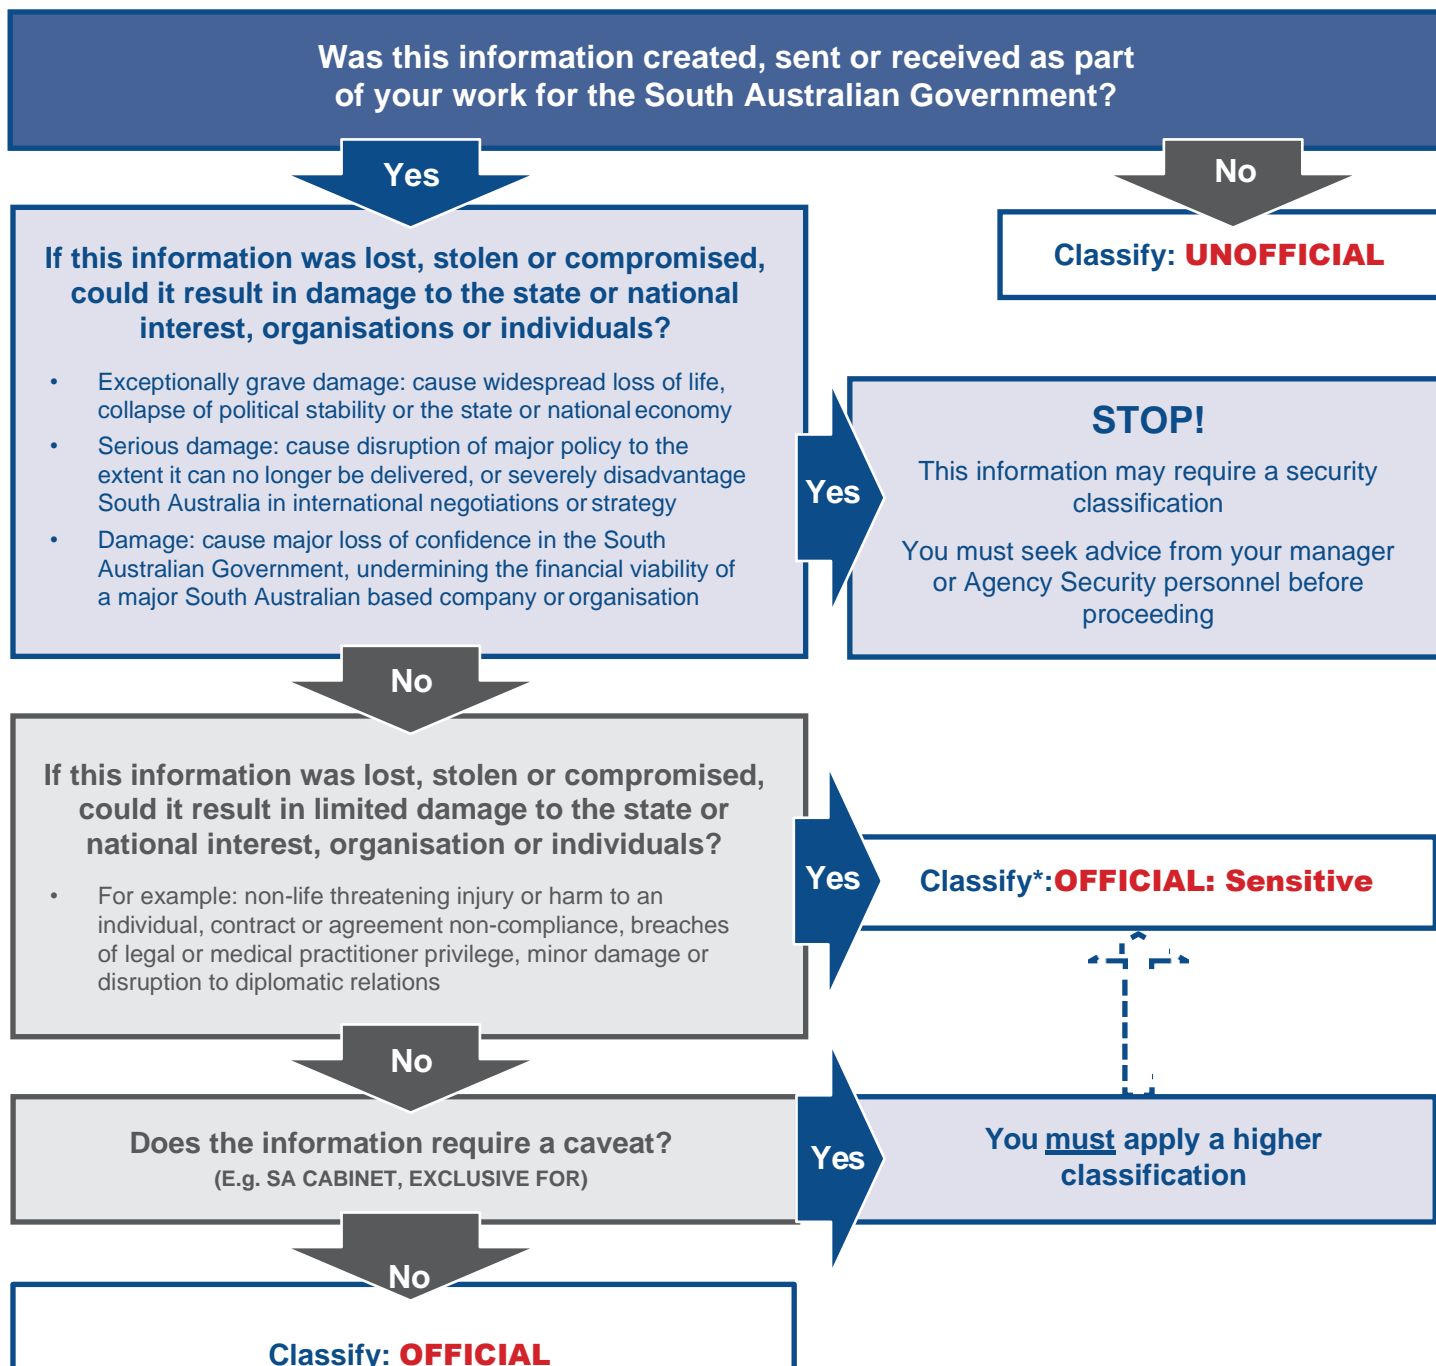 Was this information created, sent or received as part
of your work for the South Australian Government?
Yes
No
If this information was lost, stolen or compromised,
could it result in damage to the state or national
interest, organisations or individuals?
• Exceptionally grave damage: cause widespread loss of life,
collapse of political stability or the state or national economy
• Serious damage: cause disruption of major policy to the
extent it can no longer be delivered, or severely disadvantage
South Australia in international negotiations or strategy
• Damage: cause major loss of confidence in the South
Australian Government, undermining the financial viability of
a major South Australian based company or organisation
Classify: UNOFFICIAL
Yes
STOP!
This information may require a security
classification
You must seek advice from your manager
or Agency Security personnel before
proceeding
No
If this information was lost, stolen or compromised,
could it result in limited damage to the state or
national interest, organisation or individuals?
• For example: non-life threatening injury or harm to an
individual, contract or agreement non-compliance, breaches
of legal or medical practitioner privilege, minor damage or
disruption to diplomatic relations
Yes
Classify*:OFFICIAL: Sensitive
No
Does the information require a caveat?
(E.g. SA CABINET, EXCLUSIVE FOR)
Yes
You must apply a higher
classification
No
Classify: OFFICIAL